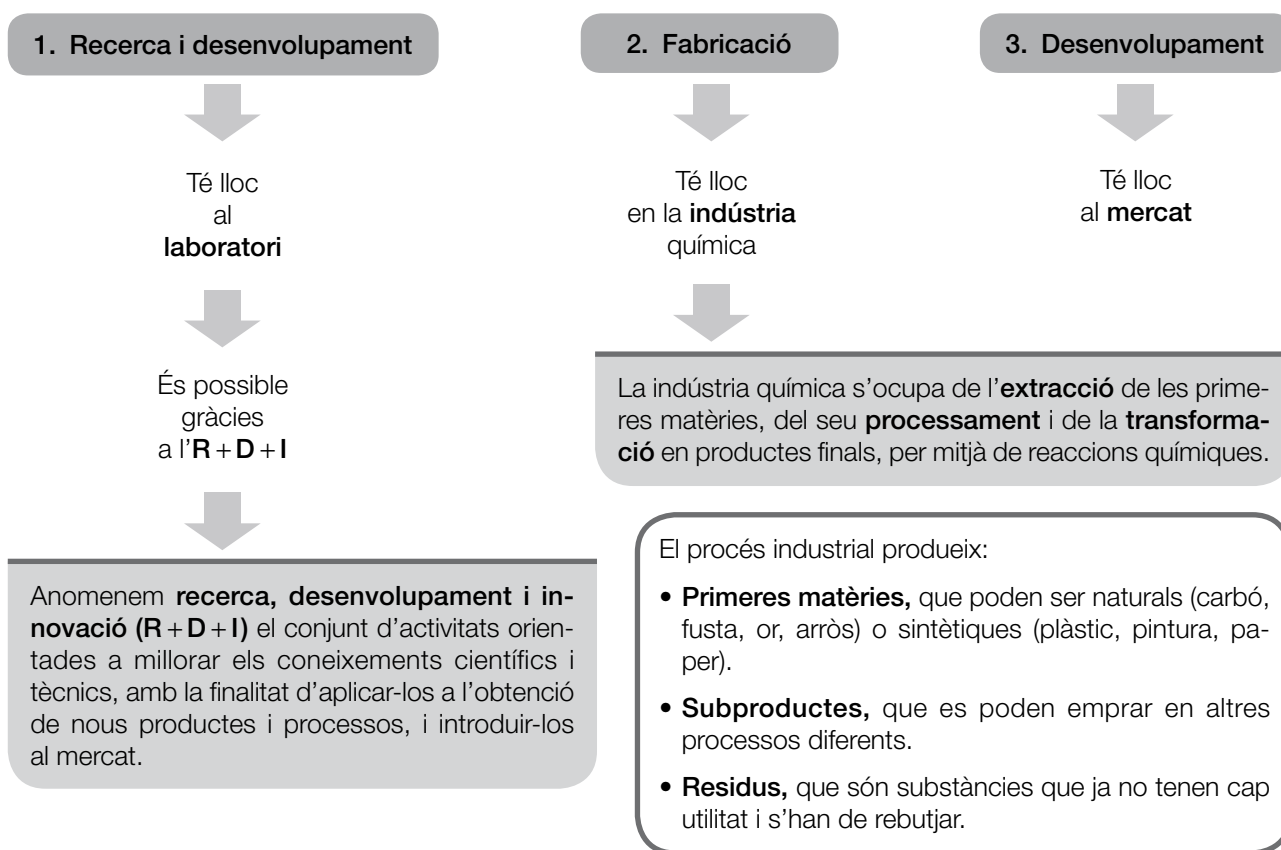 1. Recerca i desenvolupament
Té lloc
al
laboratori
És possible
gràcies
a l’R+D+I
Anomenem recerca, desenvolupament i in-
novació (R+D+I) el conjunt d’activitats orien-
tades a millorar els coneixements científics i
tècnics, amb la finalitat d’aplicar-los a l’obtenció
de nous productes i processos, i introduir-los
al mercat.
2. Fabricació
Té lloc
en la indústria
química
La indústria química s’ocupa de l’extracció de les prime-
res matèries, del seu processament i de la transforma-
ció en productes finals, per mitjà de reaccions químiques.
El procés industrial produeix:
• Primeres matèries, que poden ser naturals (carbó,
fusta, or, arròs) o sintètiques (plàstic, pintura, pa-
per).
• Subproductes, que es poden emprar en altres
processos diferents.
• Residus, que són substàncies que ja no tenen cap
utilitat i s’han de rebutjar.
3. Desenvolupament
Té lloc
al mercat